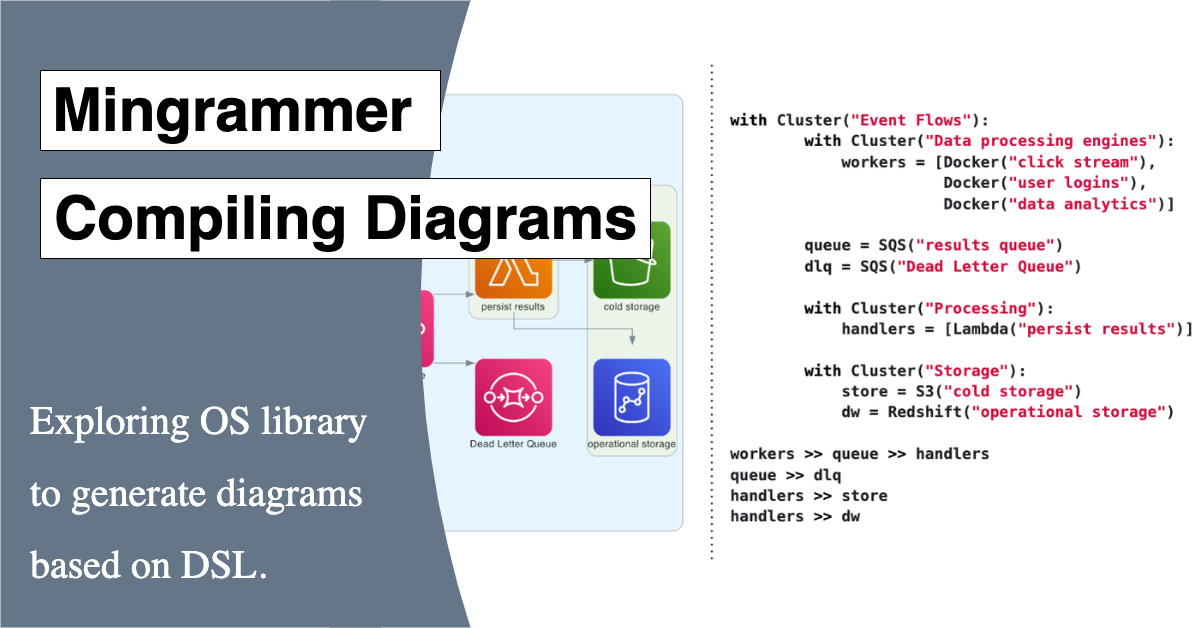 Mingrammer
Compiling Diagrams
Exploring OS library
to generate diagrams
based on DSL.
persist results
cold storage
Dead Letter Queue
operational storage
with Cluster("Event Flows"):
with Cluster("Data processing engines"):
workers = [Docker("click stream"),
Docker("user logins"),
Docker("data analytics")]
queue = SQS("results queue")
dlq = SQS("Dead Letter Queue")
with Cluster("Processing"):
handlers = [Lambda("persist results")]
with Cluster("Storage"):
store = S3("cold storage")
dw = Redshift("operational storage")
workers >> queue >> handlers
queue >> dlq
handlers >> store
handlers >> dw